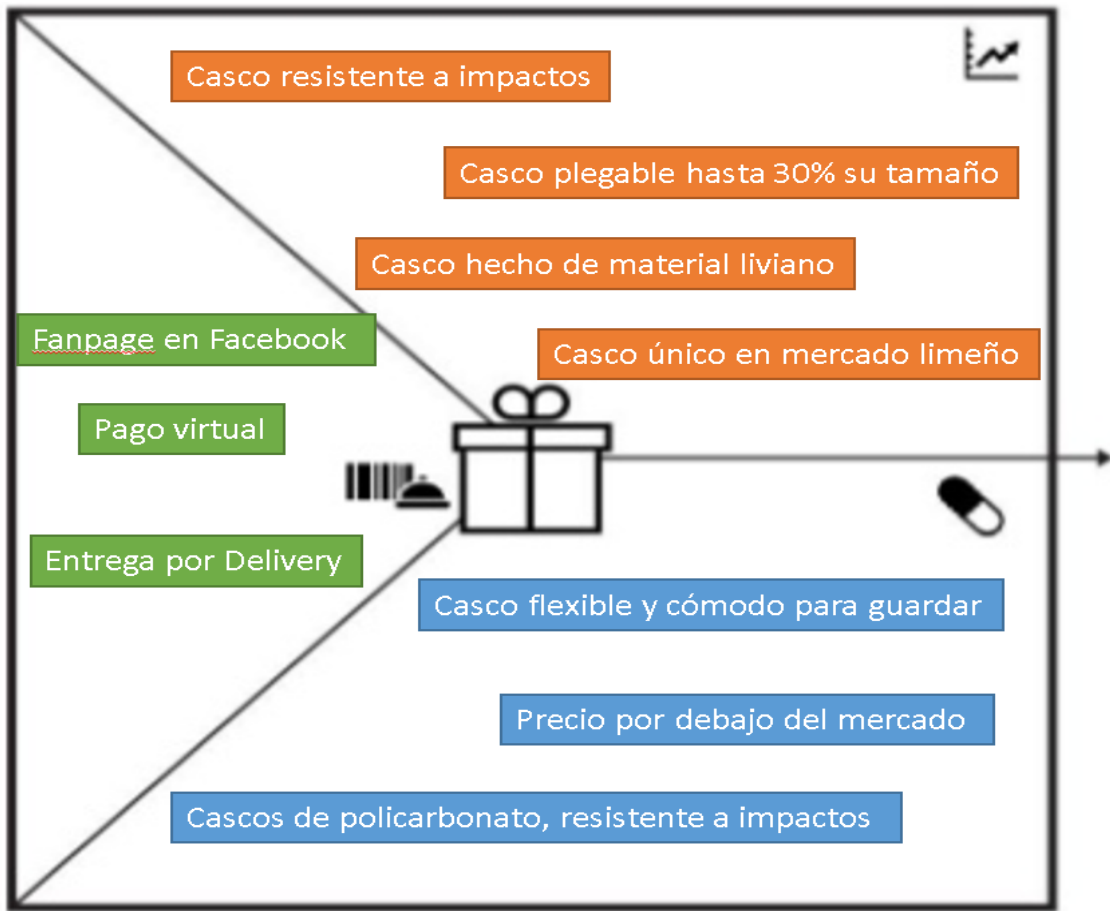 Casco resistente a impactos
Casco plegable hasta 30% su tamaño
Casco hecho de material liviano
Fanpage en Facebook
Casco único en mercado limeño
Pago virtual
Entrega por Delivery
Casco flexible y cómodo para guardar
Precio por debajo del mercado
Cascos de policarbonato, resistente a impactos